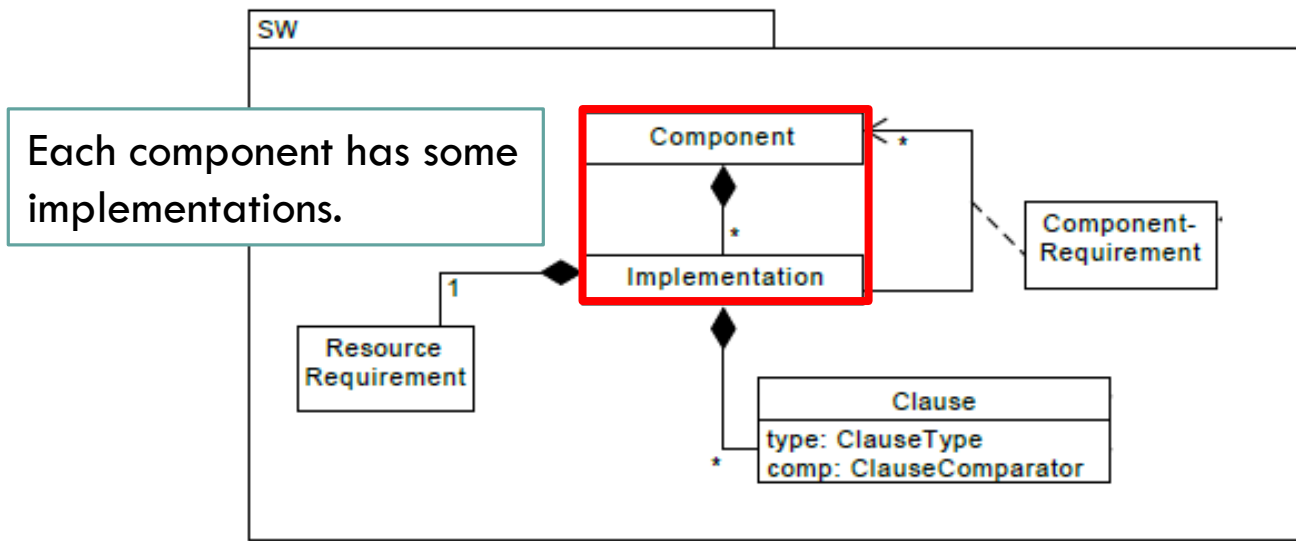 SW
Each component has some
implementations.
Component
*
*
Component-
Requirement
Implementation
1
Resource
Requirement
Clause
type: ClauseType
comp: ClauseComparator
*